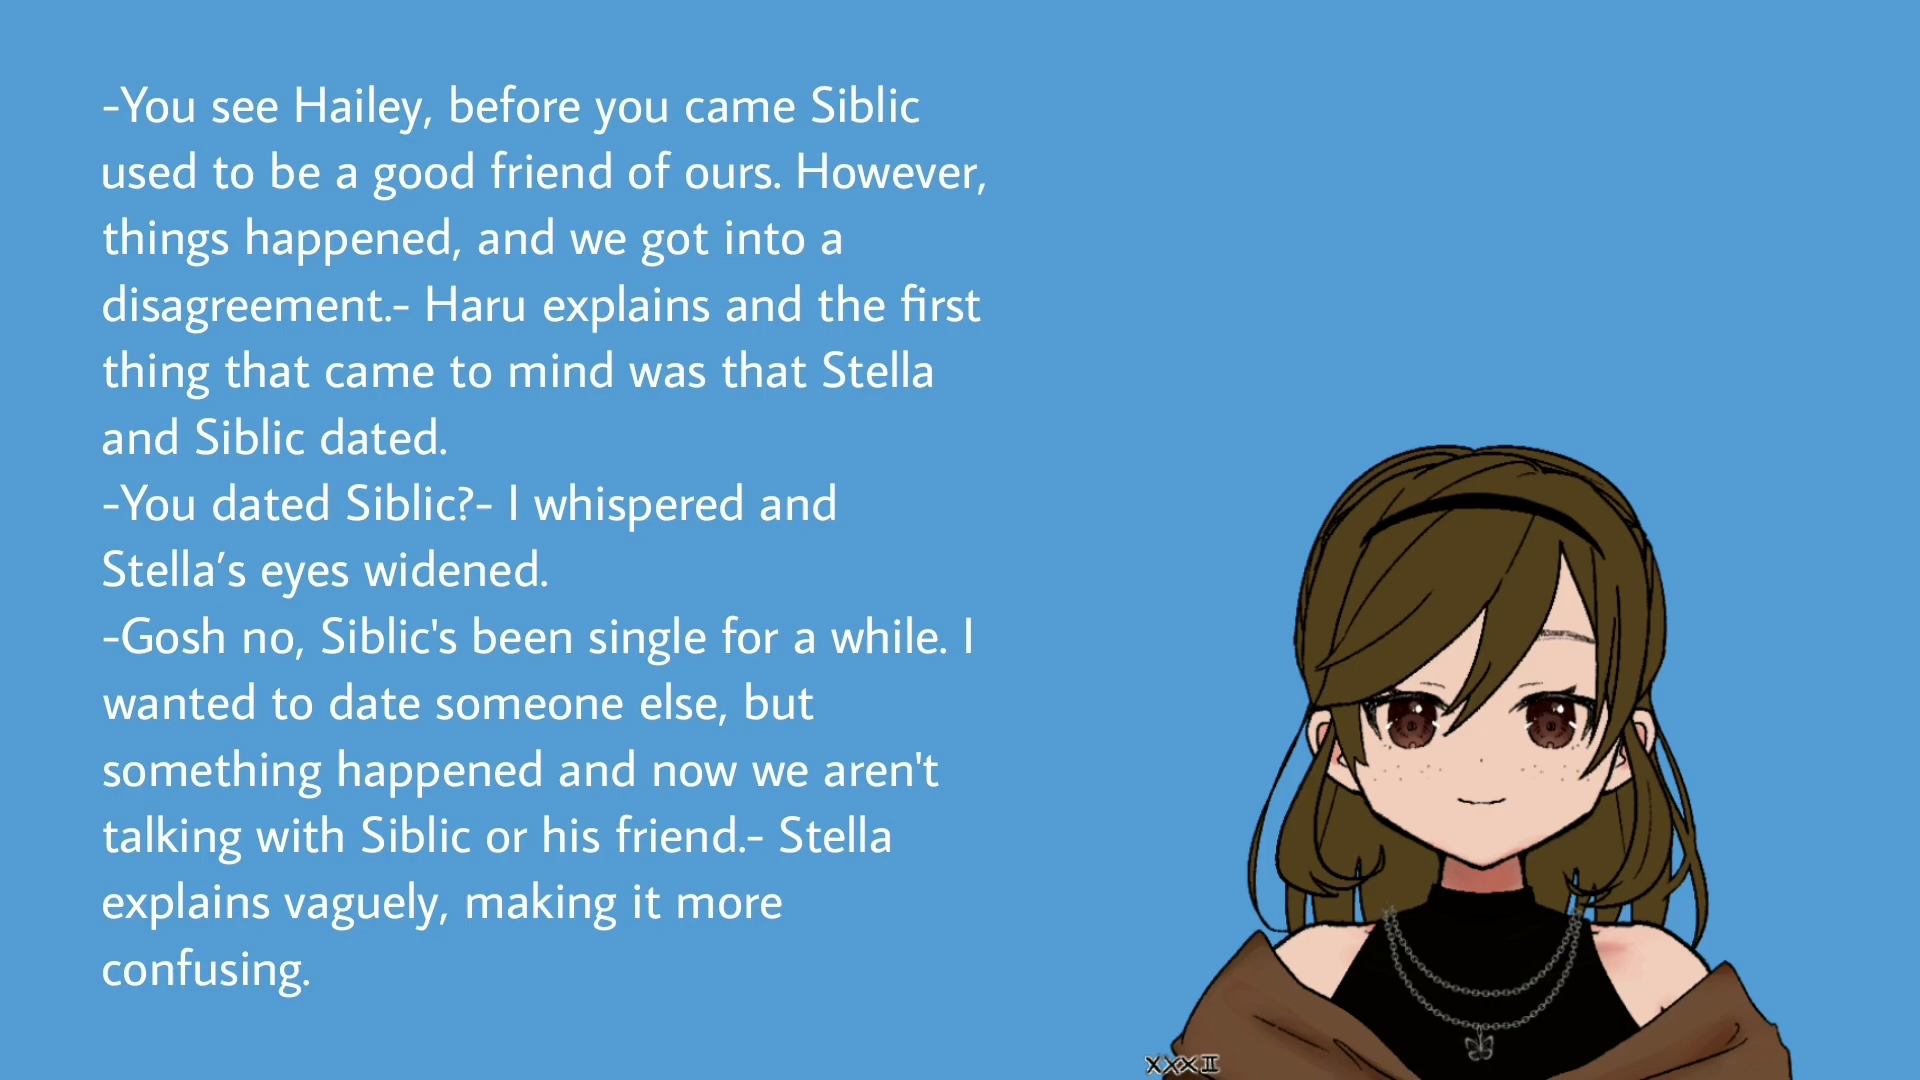 -You see Hailey, before you came Siblic
used to be a good friend of ours. However,
things happened, and we got into a
disagreement.- Haru explains and the first
thing that came to mind was that Stella
and Siblic dated.
-You dated Siblic?- I whispered and
Stella’s eyes widened.
-Gosh no, Siblic's been single for a while. I
wanted to date someone else, but
something happened and now we aren't
talking with Siblic or his friend.- Stella
explains vaguely, making it more
confusing.
XXXII